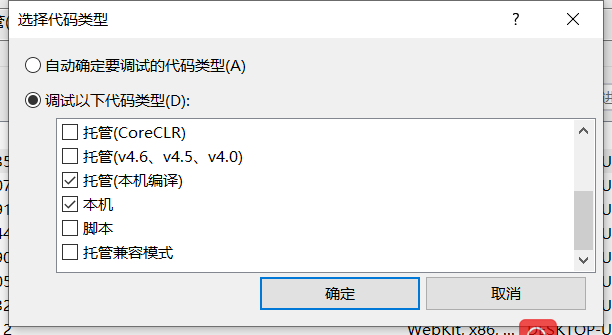 选择代码类型
?
自动确定要调试的代码类型(A)
调试以下代码类型(D):
托管(CoreCLR)
托管(v4.6、v4.5、v4.0)
托管(本机编译)
本机
脚本
托管兼容模式
确定
取消
WebKit, x86, ...